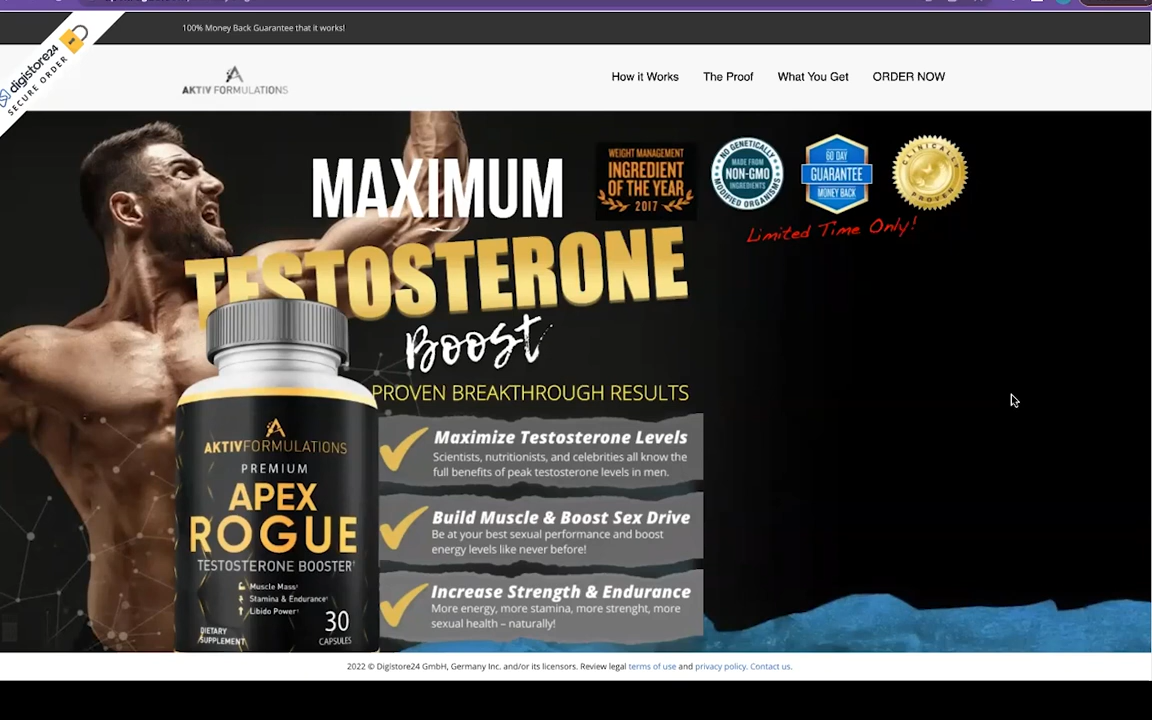 100% Money Back Guarantee that it works!
digistore24
SECURE ORDER
AKTIV FORMULATIONS
How it Works
The Proof
What You Get
ORDER NOW
MAXIMUM
TESTOSTERONE
Boost
PROVEN BREAKTHROUGH RESULTS
WEIGHT MANAGEMENT
INGREDIENT
OF THE YEAR
2017
NO GENETICALLY
MADE FROM
NON-GMO
INGREDIENTS
MODIFIED ORGANISMS
60 DAY
GUARANTEE
MONEY BACK
CLINICALLY
PROVEN
Limited Time Only!
Maximize Testosterone Levels
Scientists, nutritionists, and celebrities all know the
full benefits of peak testosterone levels in men.
Build Muscle & Boost Sex Drive
Be at your best sexual performance and boost
energy levels like never before!
Increase Strength & Endurance
More energy, more stamina, more strenght, more
sexual health – naturally!
AKTIVFORMULATIONS
PREMIUM
APEX
ROGUE
TESTOSTERONE BOOSTER†
Muscle Mass†
Stamina & Endurance†
Libido Power†
DIETARY
SUPPLEMENT
30
CAPSULES
2022 © Digistore24 GmbH, Germany Inc. and/or its licensors. Review legal terms of use and privacy policy. Contact us.